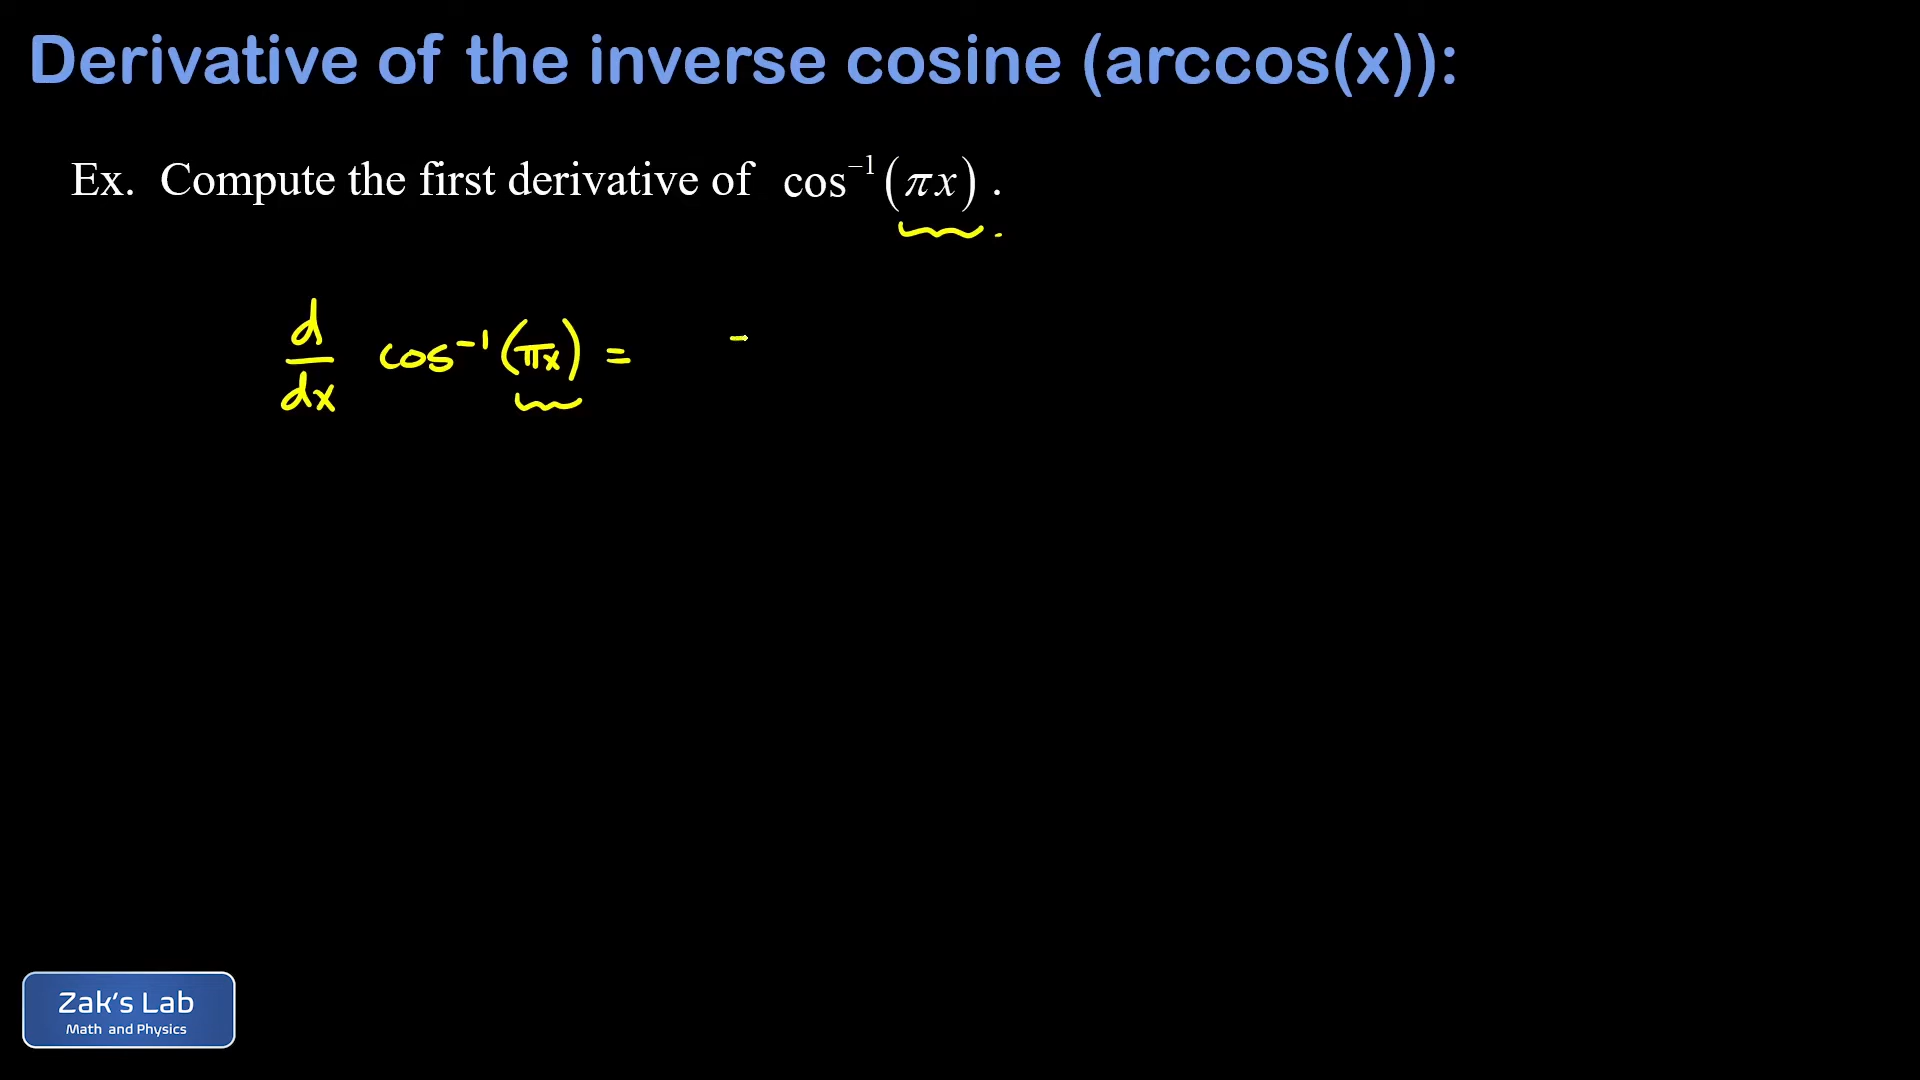 Derivative of the inverse cosine (arccos(x)):
Ex. Compute the first derivative of cos⁻¹(πx) .
d/dx cos⁻¹(πx) = −
Zak's Lab
Math and Physics